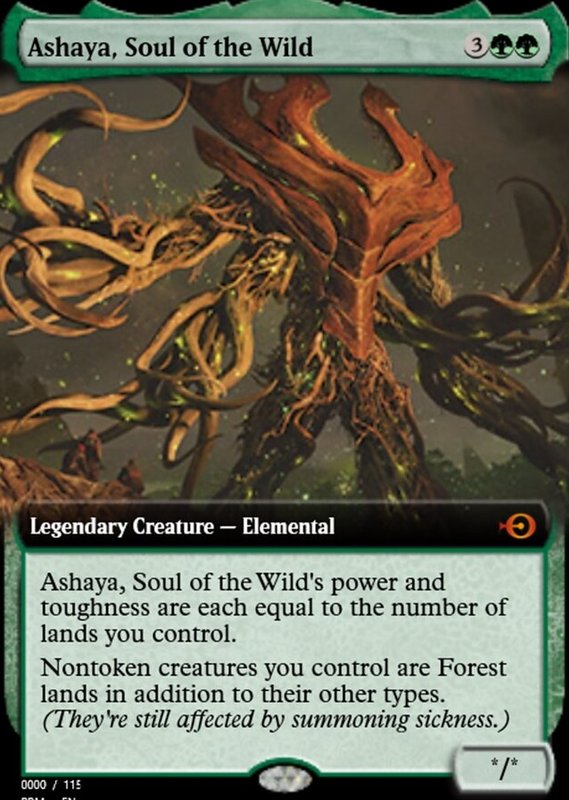 Ashaya, Soul of the Wild
3
Legendary Creature — Elemental
Ashaya, Soul of the Wild's power and
toughness are each equal to the number of
lands you control.
Nontoken creatures you control are Forest
lands in addition to their other types.
(They're still affected by summoning sickness.)
*/*
0000 / 115